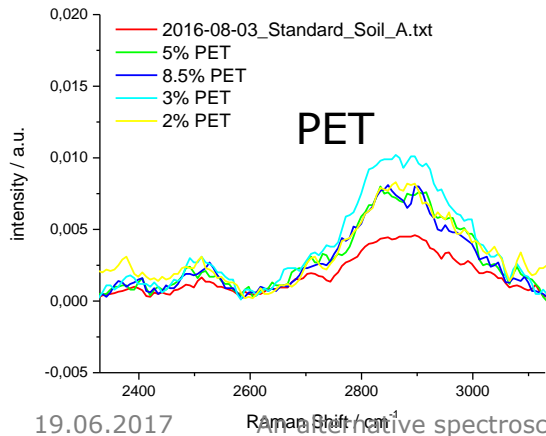 0,020
0,015
0,010
0,005
0,000
-0,005
intensity / a.u.
2016-08-03_Standard_Soil_A.txt
5% PET
8.5% PET
3% PET
2% PET
PET
2400
2600
2800
3000
Raman Shift / cm-1
19.06.2017
An alternative spectrosc